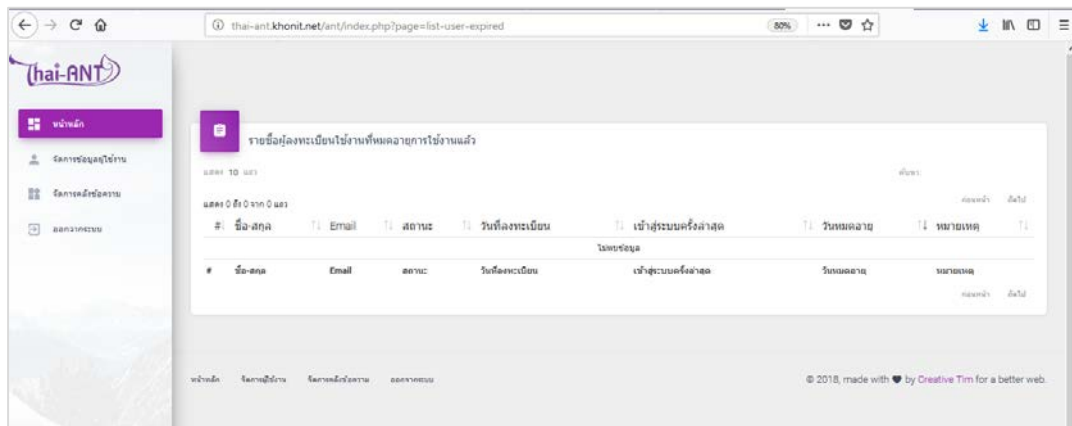 thai-ant.khonit.net/ant/index.php?page=list-user-expired
80%
Thai-ANT
หน้าหลัก
จัดการข้อมูลผู้ใช้งาน
จัดการคลังข้อความ
ออกจากระบบ
รายชื่อผู้ลงทะเบียนใช้งานที่หมดอายุการใช้งานแล้ว
แสดง 10 แถว
ค้นหา:
แสดง 0 ถึง 0 จาก 0 แถว
ก่อนหน้า ถัดไป
# ชื่อ-สกุล Email สถานะ วันที่ลงทะเบียน เข้าสู่ระบบครั้งล่าสุด วันหมดอายุ หมายเหตุ
ไม่พบข้อมูล
# ชื่อ-สกุล Email สถานะ วันที่ลงทะเบียน เข้าสู่ระบบครั้งล่าสุด วันหมดอายุ หมายเหตุ
ก่อนหน้า ถัดไป
หน้าหลัก จัดการผู้ใช้งาน จัดการคลังข้อความ ออกจากระบบ
© 2018, made with by Creative Tim for a better web.